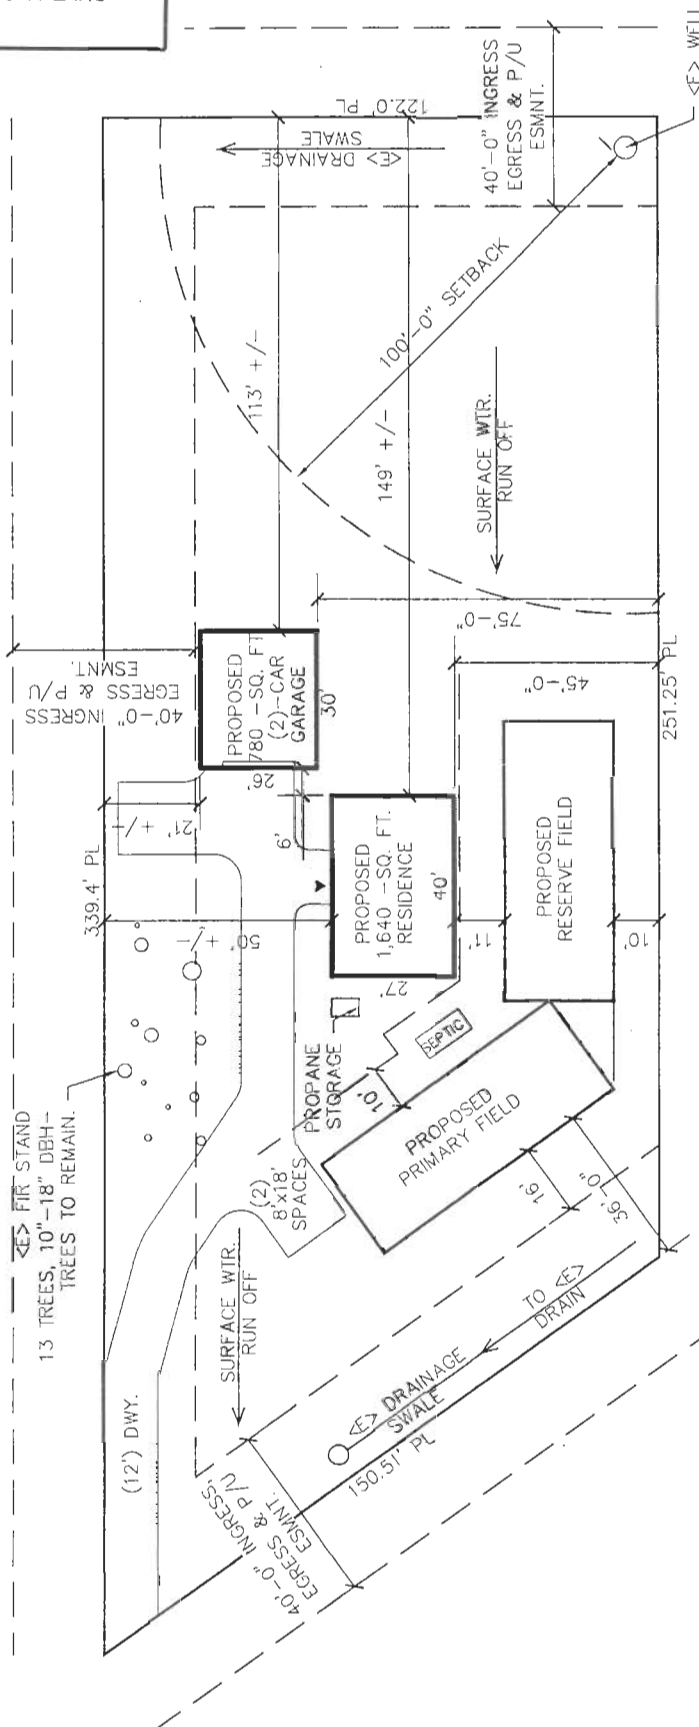 <E> FIR STAND
13 TREES, 10"-18" DBH-
TREES TO REMAIN.
339.4' PL
(12') DWY.
40'-0" INGRESS
EGRESS & P/U
ESMNT.
21' +/-
50' +/-
122.0' PL
<E> DRAINAGE
SWALE
40'-0" INGRESS
EGRESS & P/U
ESMNT.
<E> WELL
100'-0" SETBACK
113' +/-
149' +/-
SURFACE WTR.
RUN OFF
75'-0"
45'-0"
251.25' PL
PROPOSED
780 -SQ. FT
(2)-CAR
GARAGE
30'
26'
6'
PROPOSED
1,640 -SQ. FT.
RESIDENCE
40'
27'
11'
10'
PROPOSED
RESERVE FIELD
PROPANE
STORAGE
SEPTIC
10'
PROPOSED
PRIMARY FIELD
(2)
8'x18'
SPACES
16'
36'-0"
SURFACE WTR.
RUN OFF
TO <E>
DRAIN
<E> DRAINAGE
SWALE
150.51' PL
40'-0" INGRESS,
EGRESS & P/U
ESMNT.